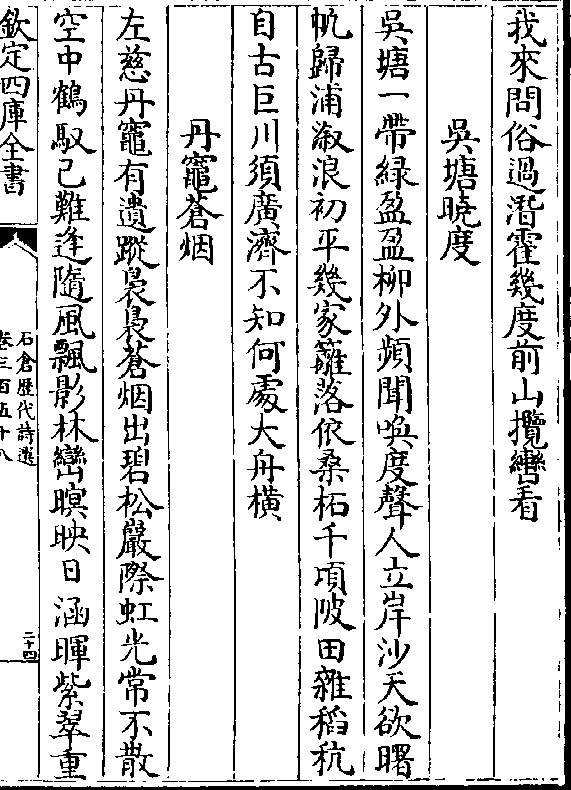 我來問俗過潛霍幾度前山攬轡看
吳塘曉度
吳塘一帶緑盈盈柳外頻聞喚度聲人立岸沙天欲曙
帆歸浦溆浪初平幾家籬落依桑柘千頃陂田雜稻秔
自古巨川須廣濟不知何處大舟橫
丹竈蒼烟
左慈丹竈有遺蹤裊裊蒼烟出碧松巖際虹光常不散
空中鶴馭已難逢隨風飄影林巒暝映日涵暉紫翠重
欽定四庫全書
石倉歴代詩選
卷三百五十八
二十四